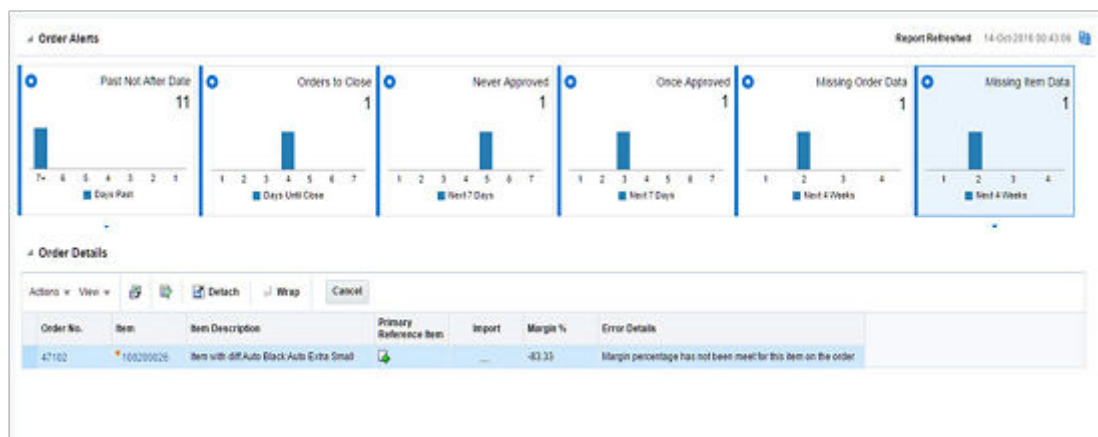 Order Alerts
Report Refreshed 14-Oct-2016 00:43:06
Past Not After Date
11
7+ 6 5 4 3 2 1
Days Past
Orders to Close
1
1 2 3 4 5 6 7
Days Until Close
Never Approved
1
1 2 3 4 5 6 7
Next 7 Days
Once Approved
1
1 2 3 4 5 6 7
Next 7 Days
Missing Order Data
1
1 2 3 4
Next 4 Weeks
Missing Item Data
1
1 2 3 4
Next 4 Weeks
Order Details
Actions View Detach Wrap Cancel
Order No. Item Item Description Primary Reference Item Import Margin % Error Details
47102 *100200026 Item with diff:Auto Black:Auto Extra Small -83.33 Margin percentage has not been meet for this item on the order